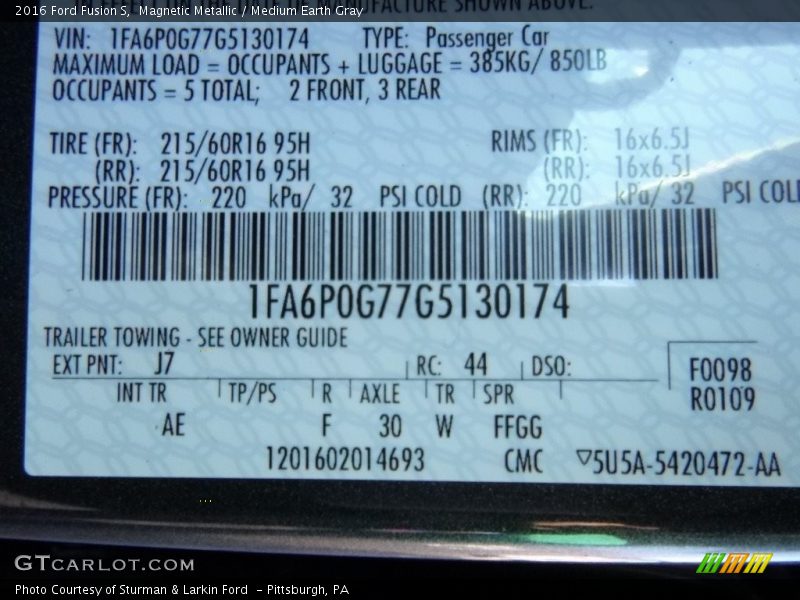 2016 Ford Fusion S, Magnetic Metallic / Medium Earth Gray
VIN: 1FA6P0G77G5130174 TYPE: Passenger Car
MAXIMUM LOAD = OCCUPANTS + LUGGAGE = 385KG/ 850LB
OCCUPANTS = 5 TOTAL; 2 FRONT, 3 REAR
TIRE (FR): 215/60R16 95H RIMS (FR): 16x6.5J
(RR): 215/60R16 95H (RR): 16x6.5J
PRESSURE (FR): 220 kPa/ 32 PSI COLD (RR): 220 kPa/ 32 PSI COLD
1FA6P0G77G5130174
TRAILER TOWING - SEE OWNER GUIDE
EXT PNT: J7 RC: 44 DSO: F0098
INT TR TP/PS R AXLE TR SPR R0109
AE F 30 W FFGG
1201602014693 CMC ▽5U5A-5420472-AA
GTCARLOT.COM
Photo Courtesy of Sturman & Larkin Ford - Pittsburgh, PA